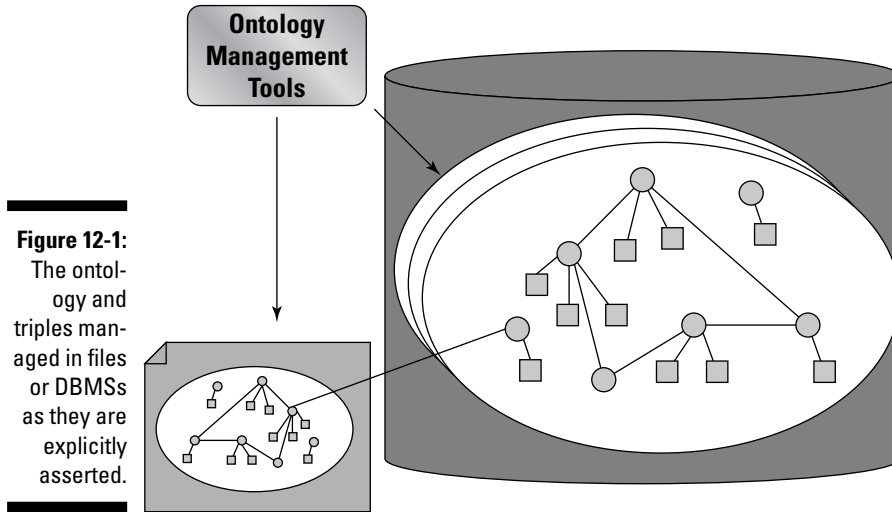 Ontology
Management
Tools
Figure 12-1:
The ontol-
ogy and
triples man-
aged in files
or DBMSs
as they are
explicitly
asserted.